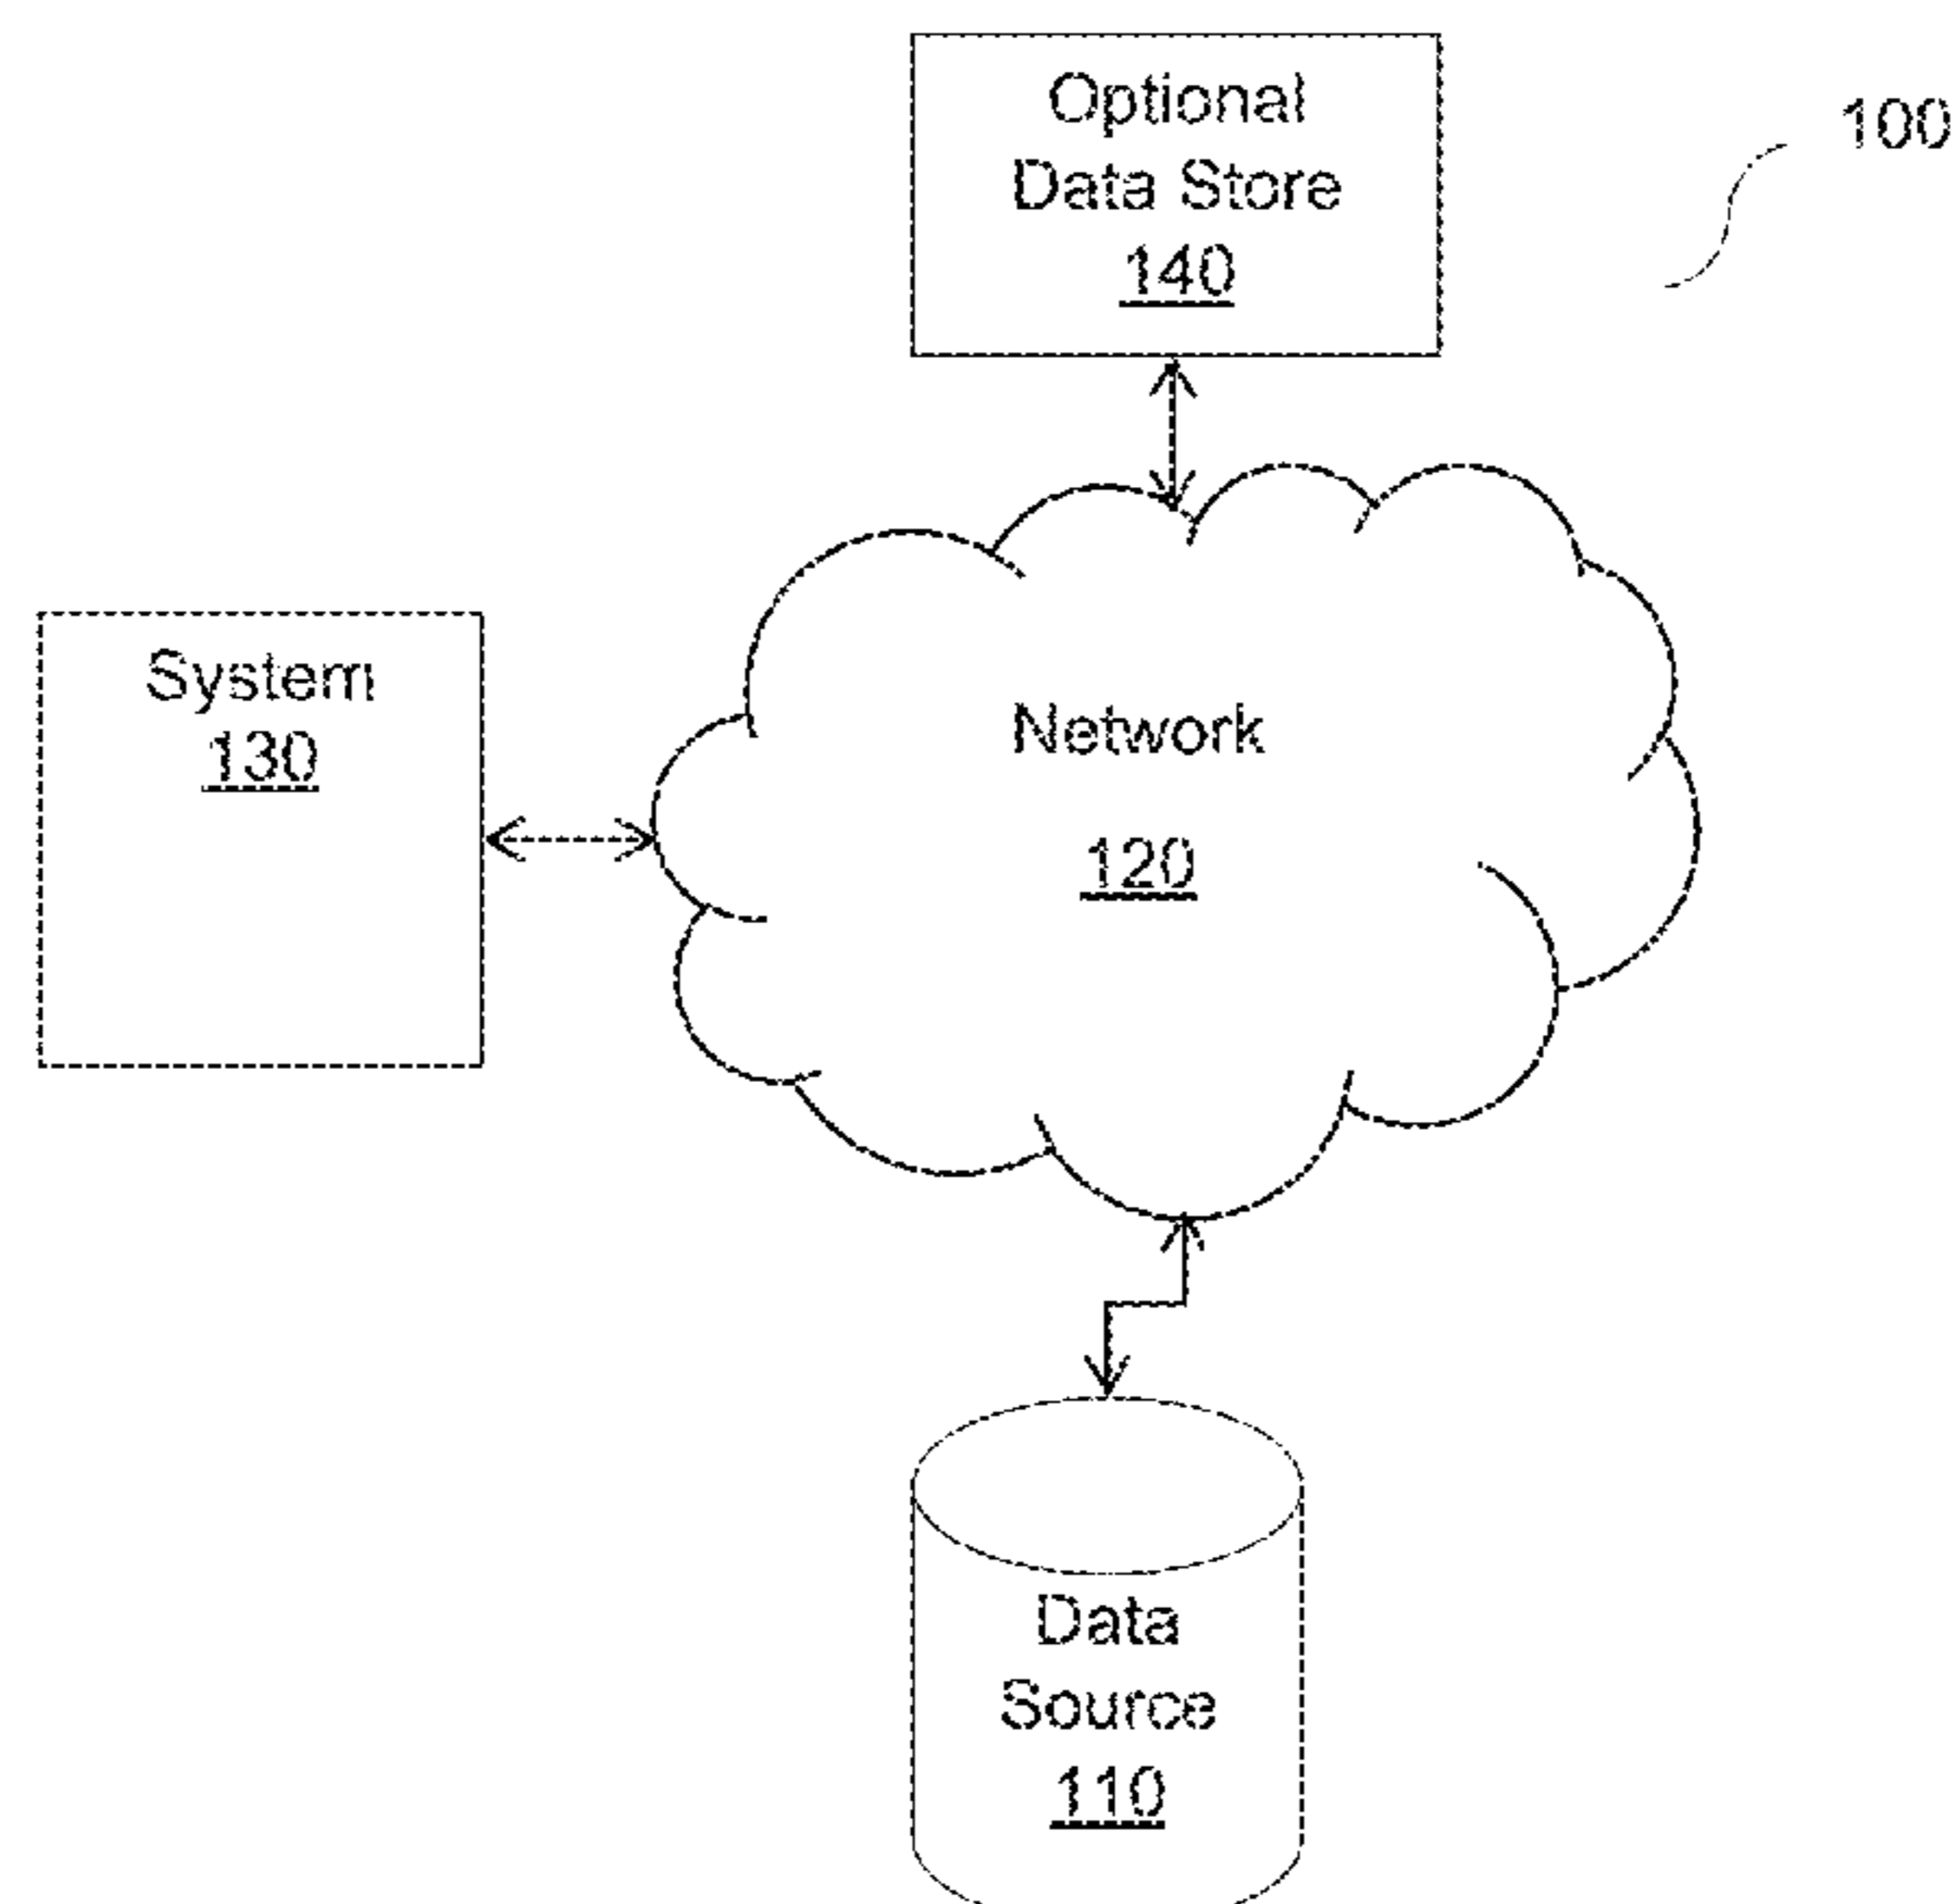 Optional
Data Store
140
100
System
130
Network
120
Data
Source
110